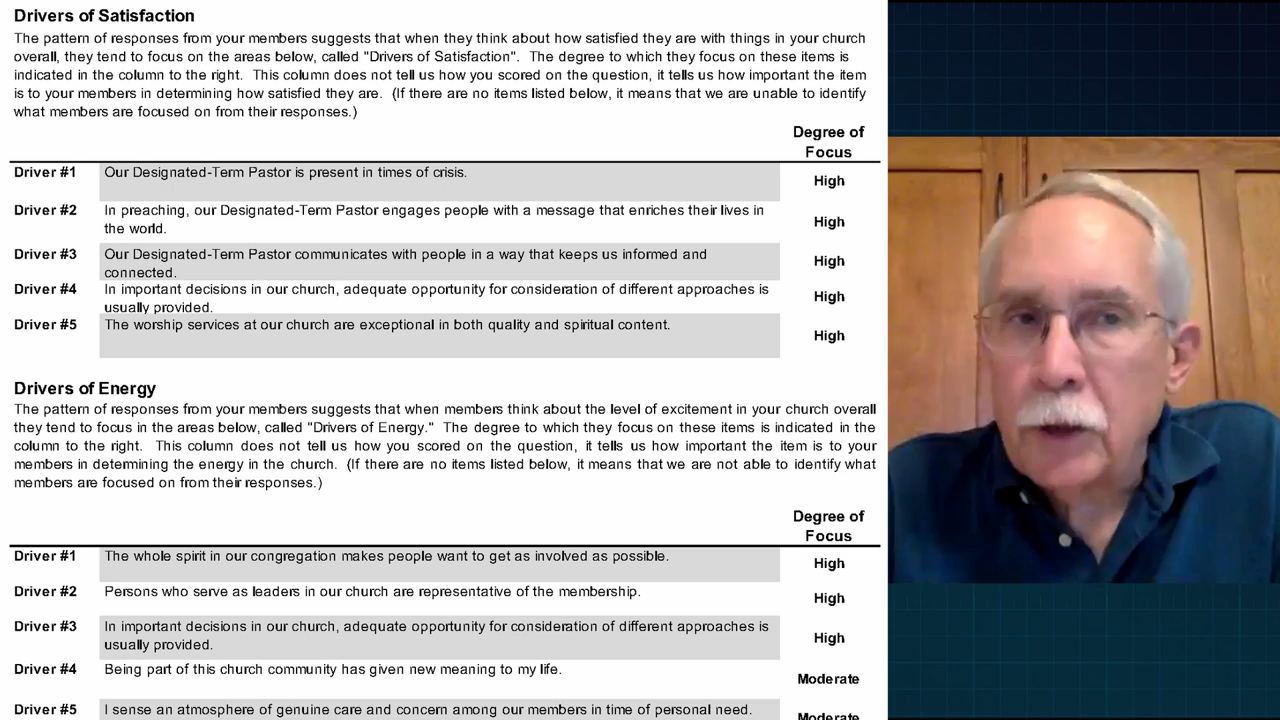 Drivers of Satisfaction
The pattern of responses from your members suggests that when they think about how satisfied they are with things in your church
overall, they tend to focus on the areas below, called "Drivers of Satisfaction". The degree to which they focus on these items is
indicated in the column to the right. This column does not tell us how you scored on the question, it tells us how important the item
is to your members in determining how satisfied they are. (If there are no items listed below, it means that we are unable to identify
what members are focused on from their responses.)
Degree of
Focus
Driver #1 Our Designated-Term Pastor is present in times of crisis. High
Driver #2 In preaching, our Designated-Term Pastor engages people with a message that enriches their lives in
the world. High
Driver #3 Our Designated-Term Pastor communicates with people in a way that keeps us informed and
connected. High
Driver #4 In important decisions in our church, adequate opportunity for consideration of different approaches is
usually provided. High
Driver #5 The worship services at our church are exceptional in both quality and spiritual content. High
Drivers of Energy
The pattern of responses from your members suggests that when members think about the level of excitement in your church overall
they tend to focus in the areas below, called "Drivers of Energy." The degree to which they focus on these items is indicated in the
column to the right. This column does not tell us how you scored on the question, it tells us how important the item is to your
members in determining the energy in the church. (If there are no items listed below, it means that we are not able to identify what
members are focused on from their responses.)
Degree of
Focus
Driver #1 The whole spirit in our congregation makes people want to get as involved as possible. High
Driver #2 Persons who serve as leaders in our church are representative of the membership. High
Driver #3 In important decisions in our church, adequate opportunity for consideration of different approaches is
usually provided. High
Driver #4 Being part of this church community has given new meaning to my life. Moderate
Driver #5 I sense an atmosphere of genuine care and concern among our members in time of personal need. Moderate